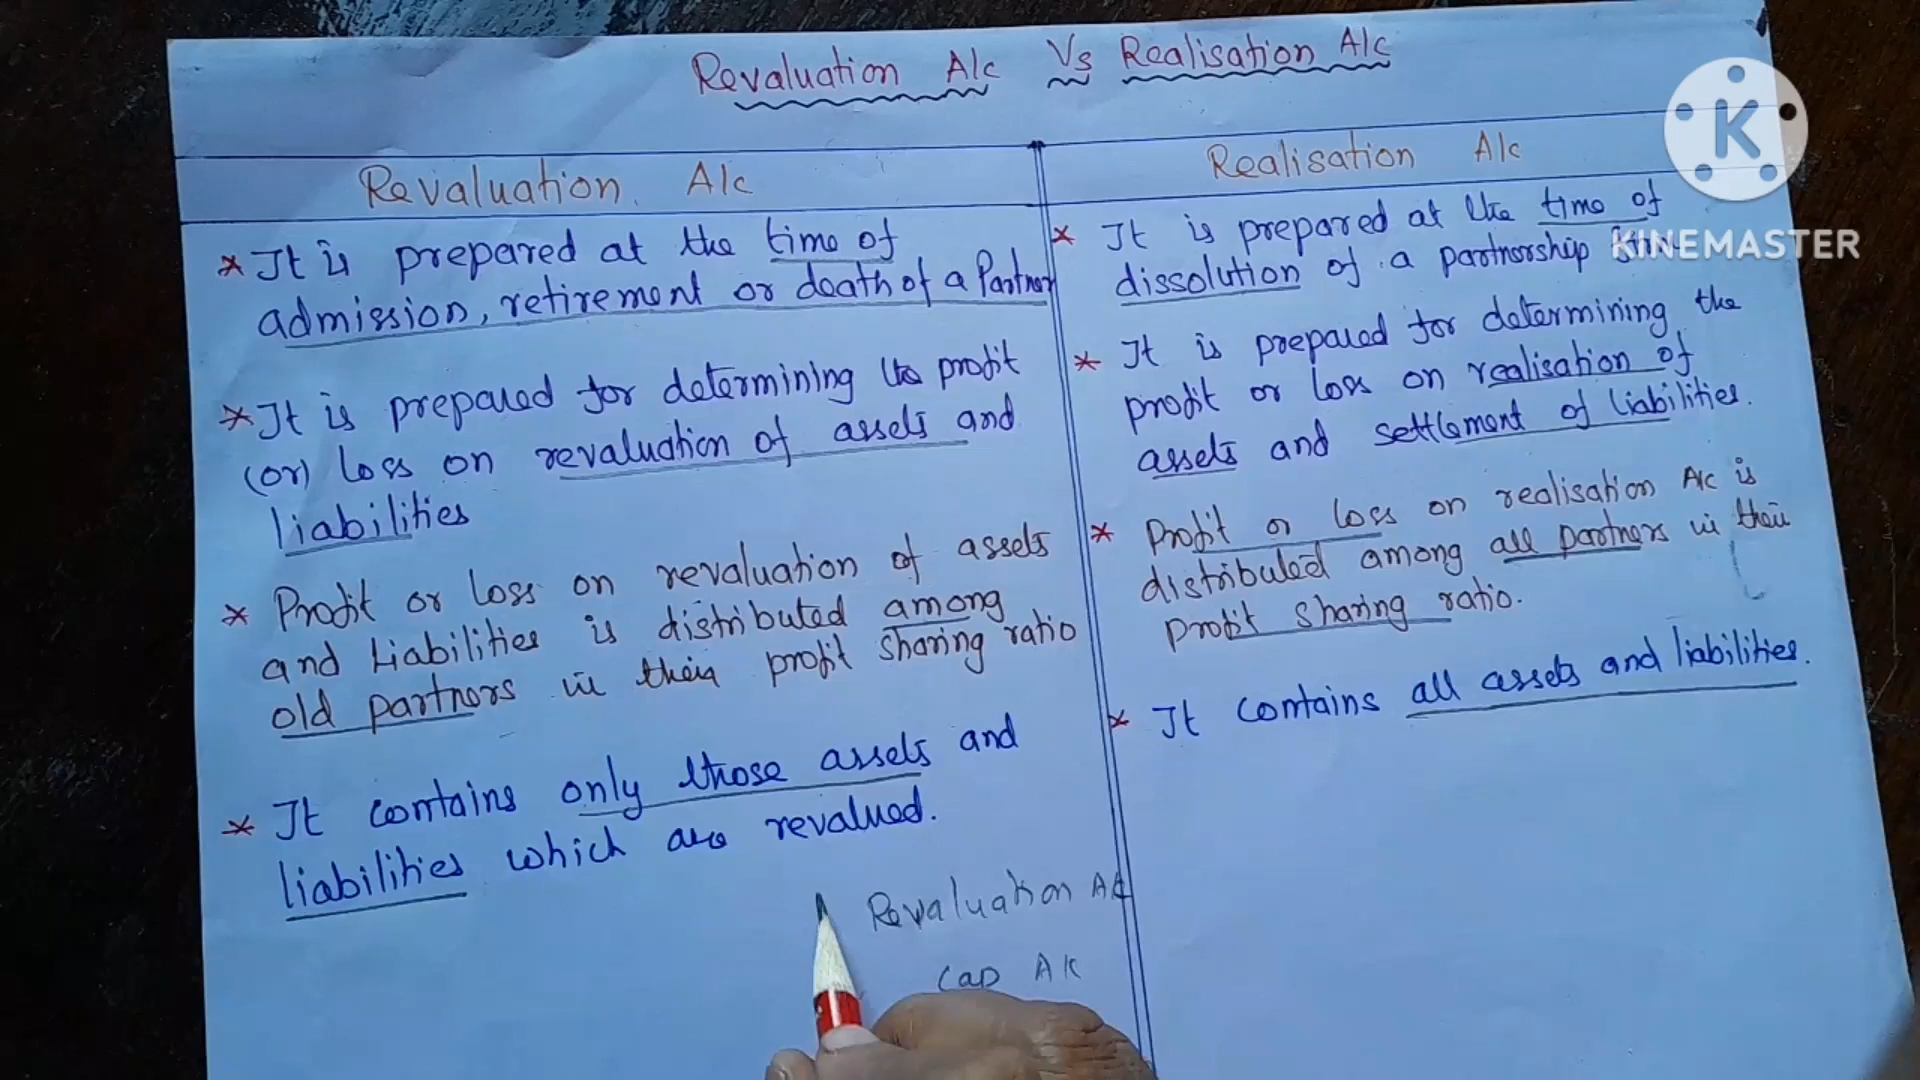 Revaluation A/c Vs Realisation A/c
Revaluation A/c
* It is prepared at the time of
admission, retirement or death of a Partner
* It is prepared for determining the profit
(or) loss on revaluation of assets and
liabilities
* Profit or loss on revaluation of assets
and Liabilities is distributed among
old partners in their profit sharing ratio
* It contains only those assets and
liabilities which are revalued.
Revaluation A/c
Cap A/c
Realisation A/c
* It is prepared at the time of
dissolution of a partnership
* It is prepared for determining the
profit or loss on realisation of
assets and settlement of liabilities.
* Profit or loss on realisation A/c is
distributed among all partners in their
profit sharing ratio.
* It contains all assets and liabilities.
K
KINEMASTER